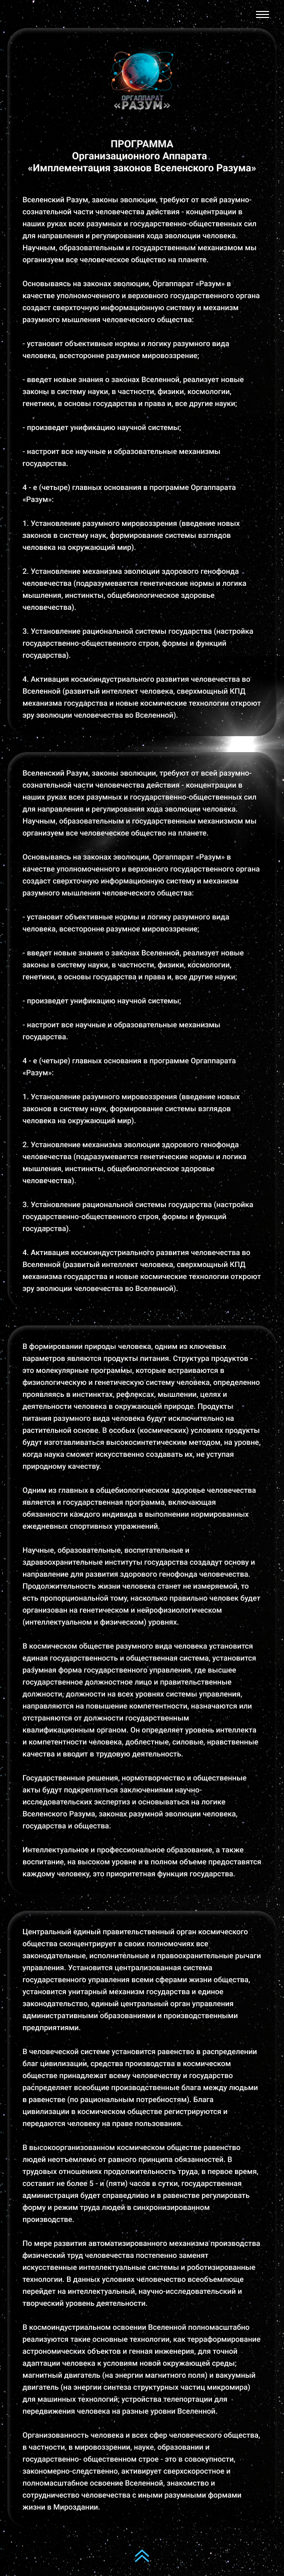 ОРГАППАРАТ
«РАЗУМ»
ПРОГРАММА
Организационного Аппарата
«Имплементация законов Вселенского Разума»
Вселенский Разум, законы эволюции, требуют от всей разумно-
сознательной части человечества действия - концентрации в
наших руках всех разумных и государственно-общественных сил
для направления и регулирования хода эволюции человека.
Научным, образовательным и государственным механизмом мы
организуем все человеческое общество на планете.
Основываясь на законах эволюции, Оргаппарат «Разум» в
качестве уполномоченного и верховного государственного органа
создаст сверхточную информационную систему и механизм
разумного мышления человеческого общества:
- установит объективные нормы и логику разумного вида
человека, всесторонне разумное мировоззрение;
- введет новые знания о законах Вселенной, реализует новые
законы в систему науки, в частности, физики, космологии,
генетики, в основы государства и права и, все другие науки;
- произведет унификацию научной системы;
- настроит все научные и образовательные механизмы
государства.
4 - е (четыре) главных основания в программе Оргаппарата
«Разум»:
1. Установление разумного мировоззрения (введение новых
законов в систему наук, формирование системы взглядов
человека на окружающий мир).
2. Установление механизма эволюции здорового генофонда
человечества (подразумевается генетические нормы и логика
мышления, инстинкты, общебиологическое здоровье
человечества).
3. Установление рациональной системы государства (настройка
государственно-общественного строя, формы и функций
государства).
4. Активация космоиндустриального развития человечества во
Вселенной (развитый интеллект человека, сверхмощный КПД
механизма государства и новые космические технологии откроют
эру эволюции человечества во Вселенной).
Вселенский Разум, законы эволюции, требуют от всей разумно-
сознательной части человечества действия - концентрации в
наших руках всех разумных и государственно-общественных сил
для направления и регулирования хода эволюции человека.
Научным, образовательным и государственным механизмом мы
организуем все человеческое общество на планете.
Основываясь на законах эволюции, Оргаппарат «Разум» в
качестве уполномоченного и верховного государственного органа
создаст сверхточную информационную систему и механизм
разумного мышления человеческого общества:
- установит объективные нормы и логику разумного вида
человека, всесторонне разумное мировоззрение;
- введет новые знания о законах Вселенной, реализует новые
законы в систему науки, в частности, физики, космологии,
генетики, в основы государства и права и, все другие науки;
- произведет унификацию научной системы;
- настроит все научные и образовательные механизмы
государства.
4 - е (четыре) главных основания в программе Оргаппарата
«Разум»:
1. Установление разумного мировоззрения (введение новых
законов в систему наук, формирование системы взглядов
человека на окружающий мир).
2. Установление механизма эволюции здорового генофонда
человечества (подразумевается генетические нормы и логика
мышления, инстинкты, общебиологическое здоровье
человечества).
3. Установление рациональной системы государства (настройка
государственно-общественного строя, формы и функций
государства).
4. Активация космоиндустриального развития человечества во
Вселенной (развитый интеллект человека, сверхмощный КПД
механизма государства и новые космические технологии откроют
эру эволюции человечества во Вселенной).
В формировании природы человека, одним из ключевых
параметров являются продукты питания. Структура продуктов -
это молекулярные программы, которые встраиваются в
физиологическую и генетическую систему человека, определенно
проявляясь в инстинктах, рефлексах, мышлении, целях и
деятельности человека в окружающей природе. Продукты
питания разумного вида человека будут исключительно на
растительной основе. В особых (космических) условиях продукты
будут изготавливаться высокосинтетическим методом, на уровне,
когда наука сможет искусственно создавать их, не уступая
природному качеству.
Одним из главных в общебиологическом здоровье человечества
является и государственная программа, включающая
обязанности каждого индивида в выполнении нормированных
ежедневных спортивных упражнений.
Научные, образовательные, воспитательные и
здравоохранительные институты государства создадут основу и
направление для развития здорового генофонда человечества.
Продолжительность жизни человека станет не измеряемой, то
есть пропорциональной тому, насколько правильно человек будет
организован на генетическом и нейрофизиологическом
(интеллектуальном и физическом) уровнях.
В космическом обществе разумного вида человека установится
единая государственность и общественная система, установится
разумная форма государственного управления, где высшее
государственное должностное лицо и правительственные
должности, должности на всех уровнях системы управления,
направляются на повышение компетентности, назначаются или
отстраняются от должности государственным
квалификационным органом. Он определяет уровень интеллекта
и компетентности человека, доблестные, силовые, нравственные
качества и вводит в трудовую деятельность.
Государственные решения, нормотворчество и общественные
акты будут подкрепляться заключениями научно-
исследовательских экспертиз и основываться на логике
Вселенского Разума, законах разумной эволюции человека,
государства и общества.
Интеллектуальное и профессиональное образование, а также
воспитание, на высоком уровне и в полном объеме предоставятся
каждому человеку, это приоритетная функция государства.
Центральный единый правительственный орган космического
общества сконцентрирует в своих полномочиях все
законодательные, исполнительные и правоохранительные рычаги
управления. Установится централизованная система
государственного управления всеми сферами жизни общества,
установится унитарный механизм государства и единое
законодательство, единый центральный орган управления
административными образованиями и производственными
предприятиями.
В человеческой системе установится равенство в распределении
благ цивилизации, средства производства в космическом
обществе принадлежат всему человечеству и государство
распределяет всеобщие производственные блага между людьми
в равенстве (по рациональным потребностям). Блага
цивилизации в космическом обществе регистрируются и
передаются человеку на праве пользования.
В высокоорганизованном космическом обществе равенство
людей неотъемлемо от равного принципа обязанностей. В
трудовых отношениях продолжительность труда, в первое время,
составит не более 5 - и (пяти) часов в сутки, государственная
администрация будет справедливо и в равенстве регулировать
форму и режим труда людей в синхронизированном
производстве.
По мере развития автоматизированного механизма производства
физический труд человечества постепенно заменят
искусственные интеллектуальные системы и роботизированные
технологии. В данных условиях человечество всеобъемлюще
перейдет на интеллектуальный, научно-исследовательский и
творческий уровень деятельности.
В космоиндустриальном освоении Вселенной полномасштабно
реализуются такие основные технологии, как терраформирование
астрономических объектов и генная инженерия, для точной
адаптации человека к условиям новой окружающей среды;
магнитный двигатель (на энергии магнитного поля) и вакуумный
двигатель (на энергии синтеза структурных частиц микромира)
для машинных технологий; устройства телепортации для
передвижения человека на разные уровни Вселенной.
Организованность человека и всех сфер человеческого общества,
в частности, в мировоззрении, науке, образовании и
государственно- общественном строе - это в совокупности,
закономерно-следственно, активирует сверхскоростное и
полномасштабное освоение Вселенной, знакомство и
сотрудничество человечества с иными разумными формами
жизни в Мироздании.